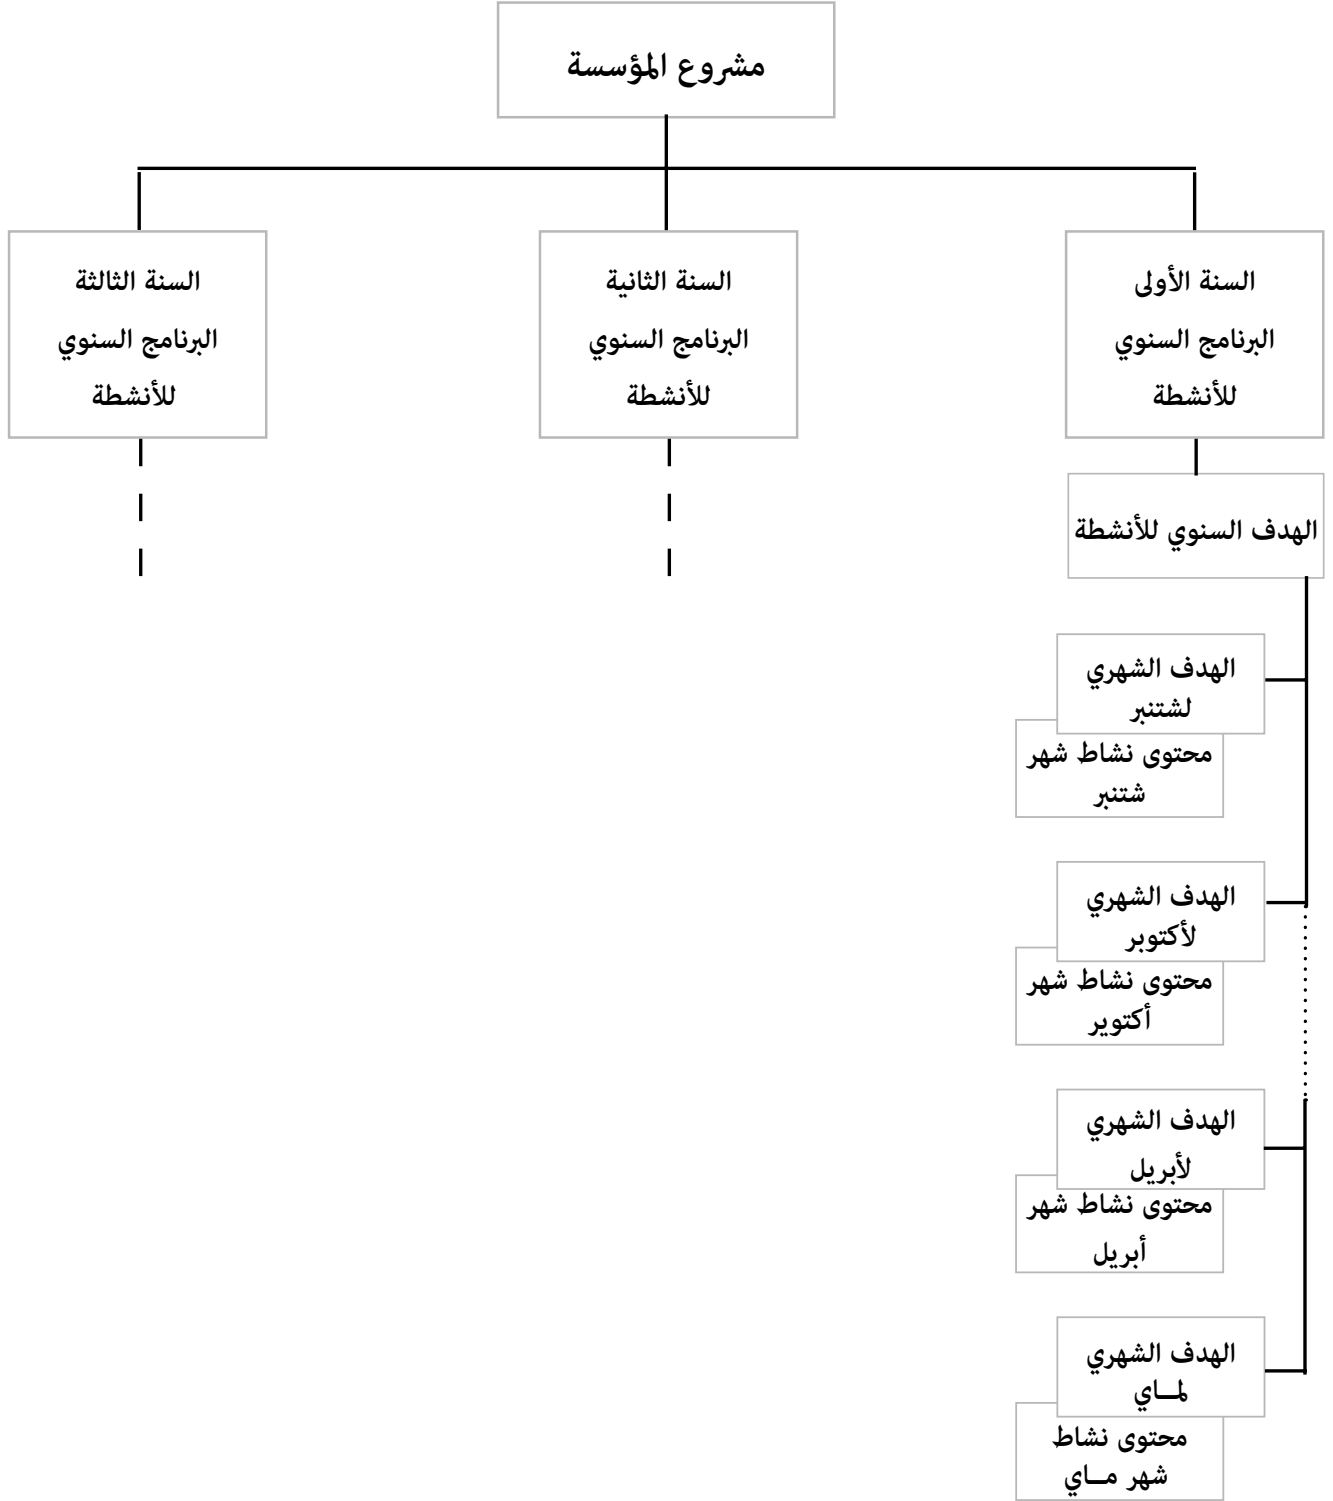 مشروع المؤسسة
السنة الأولى
البرنامج السنوي
للأنشطة
السنة الثانية
البرنامج السنوي
للأنشطة
السنة الثالثة
البرنامج السنوي
للأنشطة
الهدف السنوي للأنشطة
الهدف الشهري
لشتنبر
محتوى نشاط شهر
شتنبر
الهدف الشهري
لأكتوبر
محتوى نشاط شهر
أكتوير
الهدف الشهري
لأبريل
محتوى نشاط شهر
أبريل
الهدف الشهري
لمــاي
محتوى نشاط
شهر مــاي